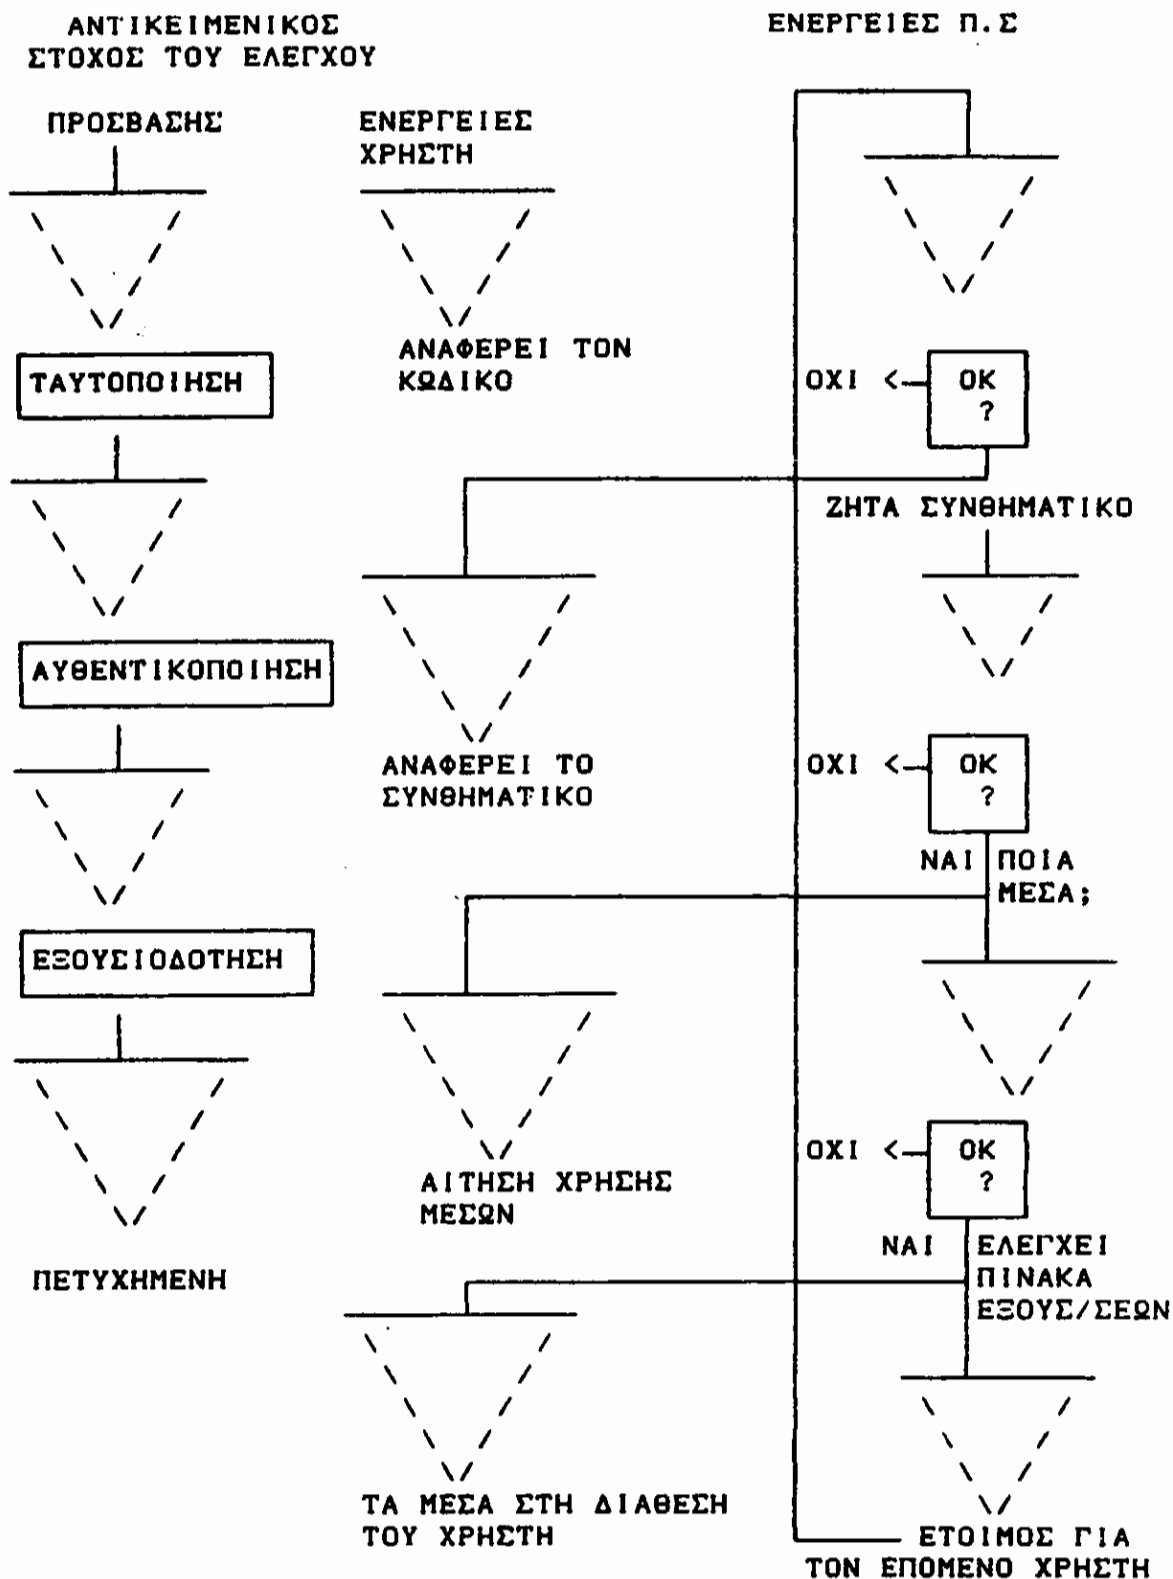 ΑΝΤΙΚΕΙΜΕΝΙΚΟΣ
ΣΤΟΧΟΣ ΤΟΥ ΕΛΕΓΧΟΥ
ΕΝΕΡΓΕΙΕΣ Π.Σ
ΠΡΟΣΒΑΣΗΣ
ΕΝΕΡΓΕΙΕΣ
ΧΡΗΣΤΗ
ΑΝΑΦΕΡΕΙ ΤΟΝ
ΚΩΔΙΚΟ
ΤΑΥΤΟΠΟΙΗΣΗ
ΟΧΙ <
ΟΚ
?
ΖΗΤΑ ΣΥΝΘΗΜΑΤΙΚΟ
ΑΥΘΕΝΤΙΚΟΠΟΙΗΣΗ
ΑΝΑΦΕΡΕΙ ΤΟ
ΣΥΝΘΗΜΑΤΙΚΟ
ΟΧΙ <
ΟΚ
?
ΝΑΙ ΠΟΙΑ
ΜΕΣΑ;
ΕΞΟΥΣΙΟΔΟΤΗΣΗ
ΑΙΤΗΣΗ ΧΡΗΣΗΣ
ΜΕΣΩΝ
ΟΧΙ <
ΟΚ
?
ΝΑΙ ΕΛΕΓΧΕΙ
ΠΙΝΑΚΑ
ΕΞΟΥΣ/ΣΕΩΝ
ΠΕΤΥΧΗΜΕΝΗ
ΤΑ ΜΕΣΑ ΣΤΗ ΔΙΑΘΕΣΗ
ΤΟΥ ΧΡΗΣΤΗ
ΕΤΟΙΜΟΣ ΓΙΑ
ΤΟΝ ΕΠΟΜΕΝΟ ΧΡΗΣΤΗ